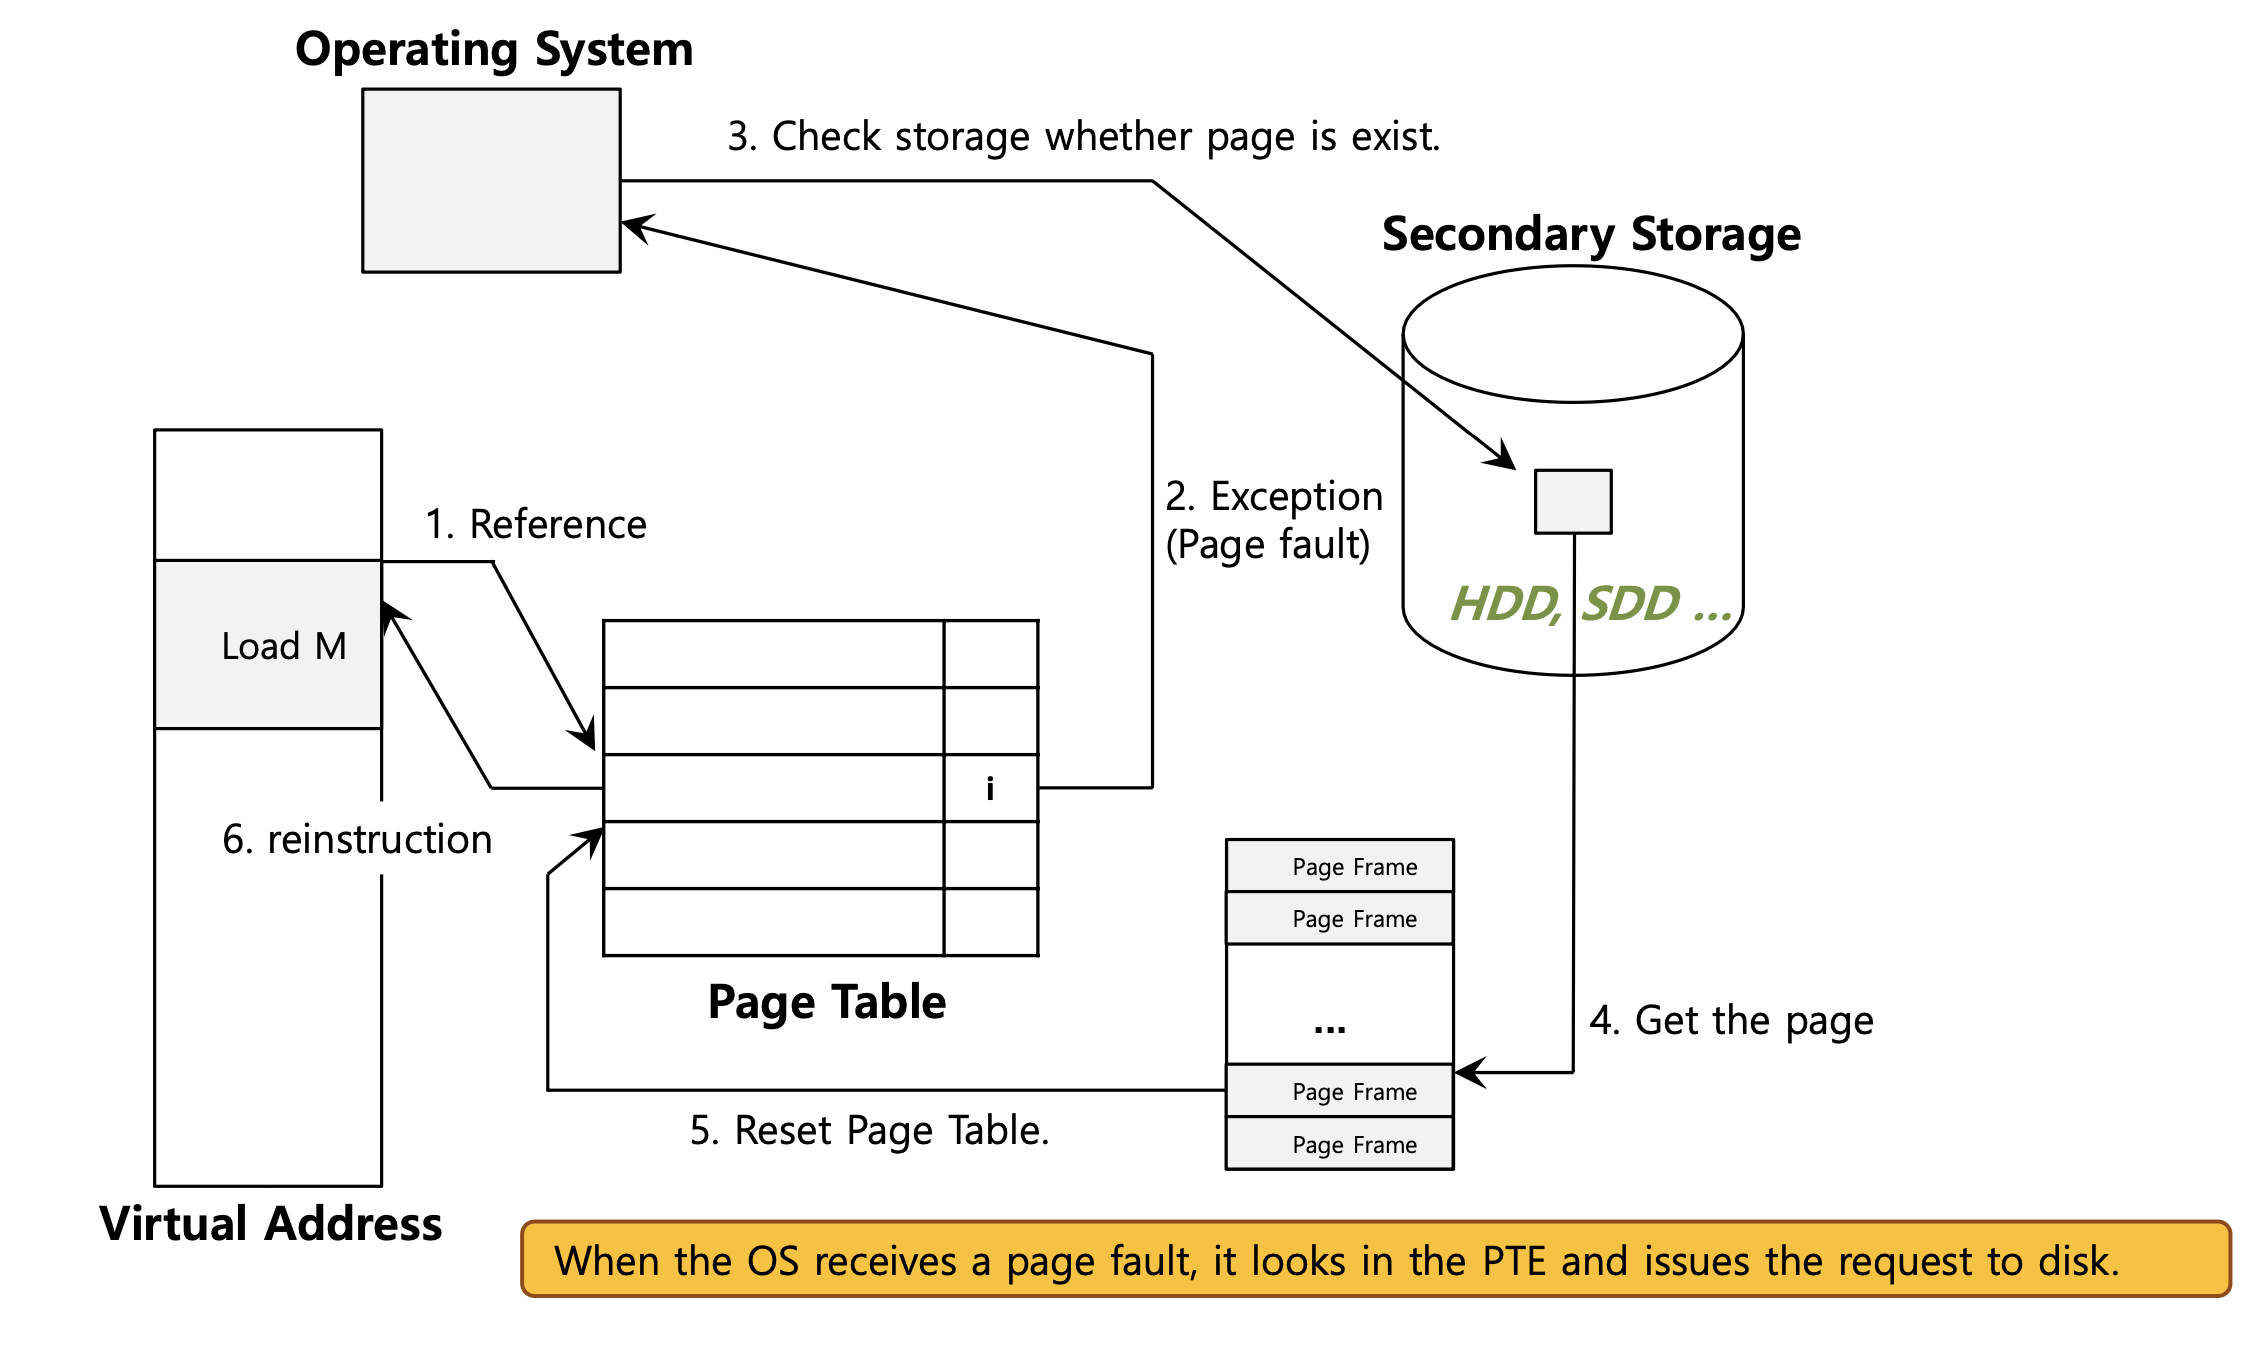 Operating System
3. Check storage whether page is exist.
Secondary Storage
2. Exception
(Page fault)
1. Reference
HDD, SDD ...
Load M
i
6. reinstruction
Page Frame
Page Frame
...
Page Frame
Page Frame
Page Table
4. Get the page
5. Reset Page Table.
Virtual Address
When the OS receives a page fault, it looks in the PTE and issues the request to disk.